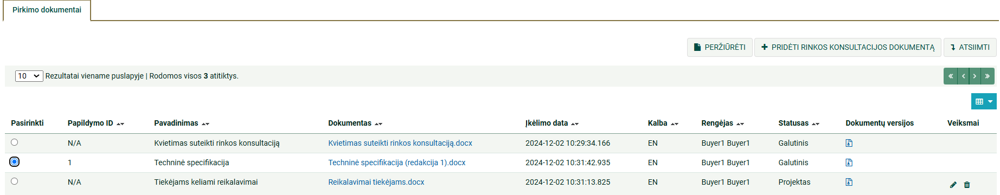 Pirkimo dokumentai
PERŽIŪRĖTI PRIDĖTI RINKOS KONSULTACIJOS DOKUMENTĄ ATSIIMTI
10 Rezultatai viename puslapyje | Rodomos visos 3 atitiktys.
Pasirinkti Papildymo ID Pavadinimas Dokumentas Įkėlimo data Kalba Rengėjas Statusas Dokumentų versijos Veiksmai
N/A Kvietimas suteikti rinkos konsultaciją Kvietimas suteikti rinkos konsultaciją.docx 2024-12-02 10:29:34.166 EN Buyer1 Buyer1 Galutinis
1 Techninė specifikacija Techninė specifikacija (redakcija 1).docx 2024-12-02 10:31:42.935 EN Buyer1 Buyer1 Galutinis
N/A Tiekėjams keliami reikalavimai Reikalavimai tiekėjams.docx 2024-12-02 10:31:13.825 EN Buyer1 Buyer1 Projektas